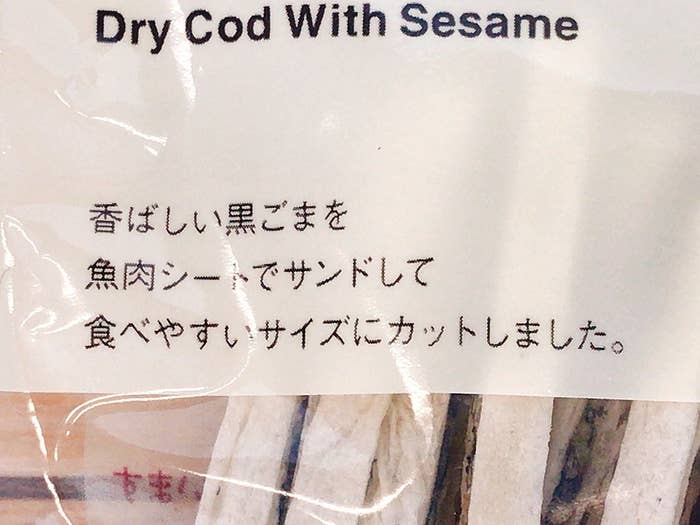 Dry Cod With Sesame
香ばしい黒ごまを
魚肉シートでサンドして
食べやすいサイズにカットしました。